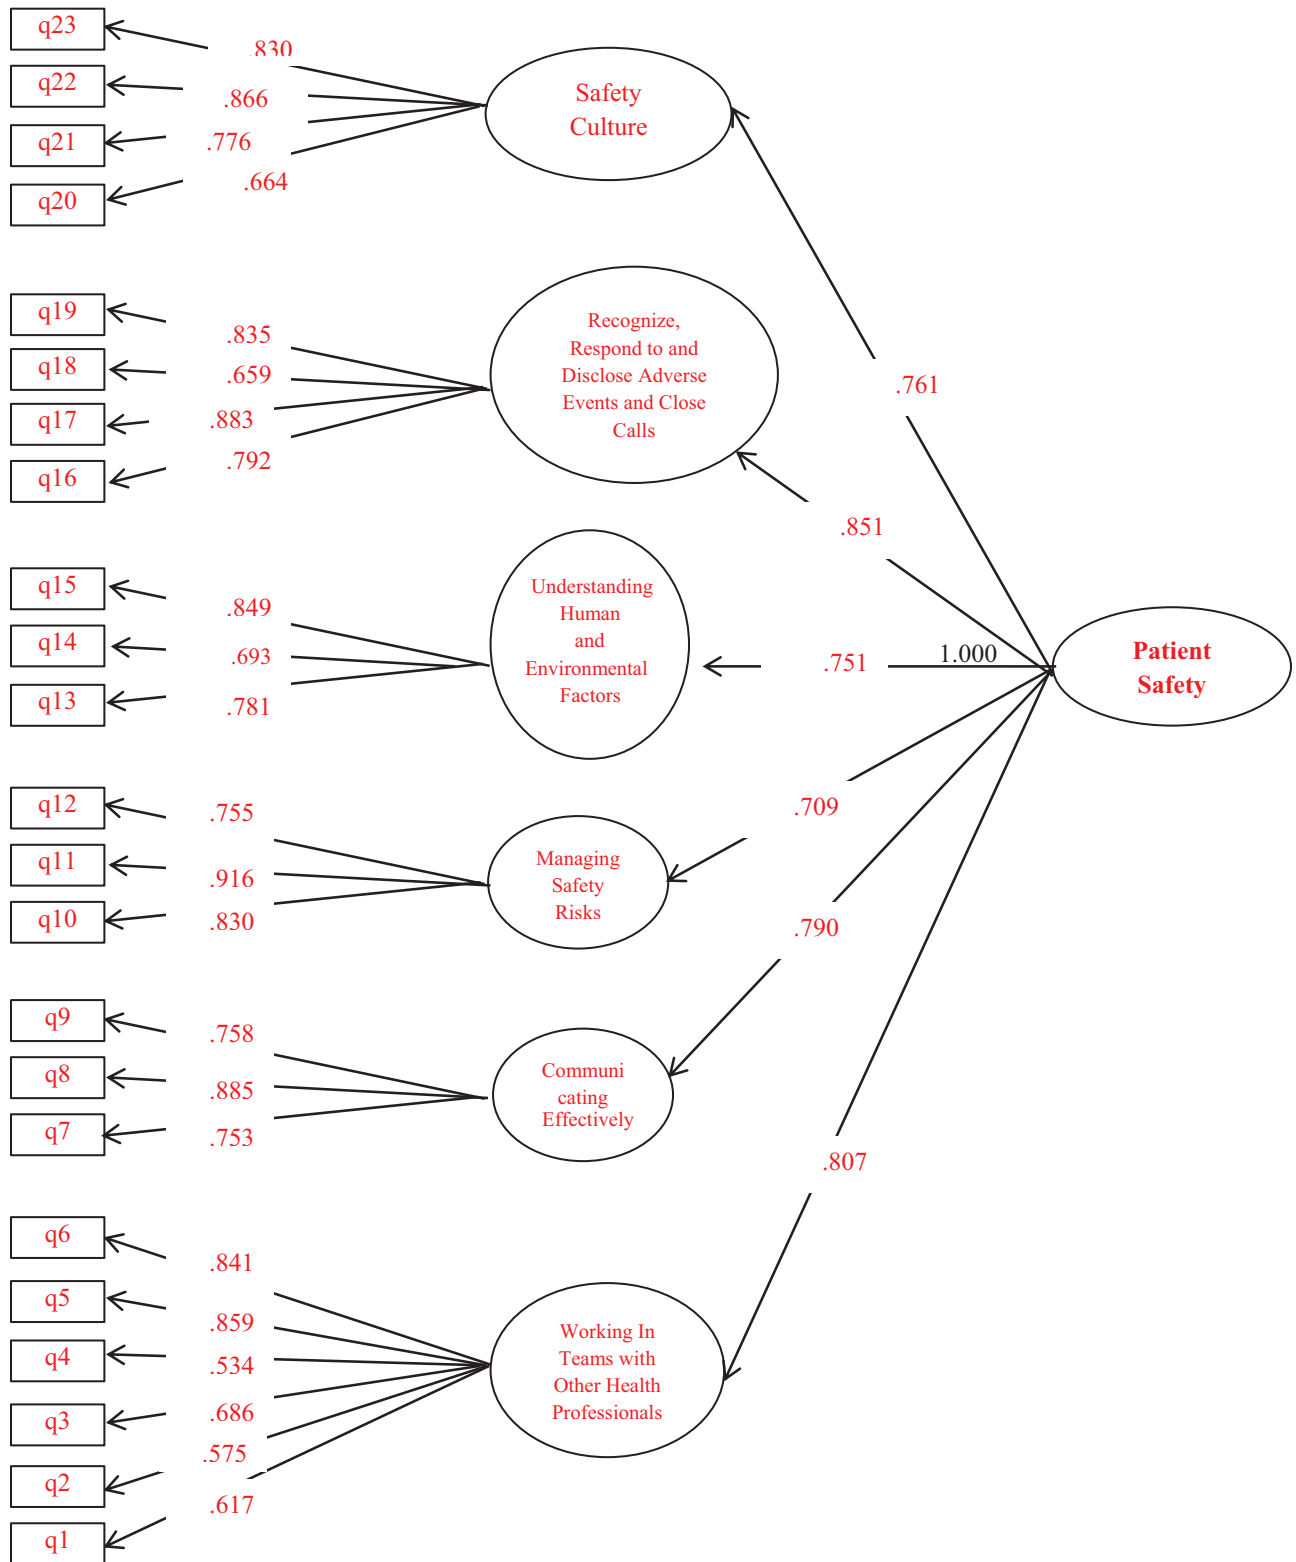 q23
.830
q22
.866
q21
.776
q20
.664
Safety
Culture
q19
.835
q18
.659
q17
.883
q16
.792
Recognize,
Respond to and
Disclose Adverse
Events and Close
Calls
.761
.851
q15
.849
q14
.693
q13
.781
Understanding
Human
and
Environmental
Factors
.751
1.000
Patient
Safety
q12
.755
q11
.916
q10
.830
Managing
Safety
Risks
.709
.790
q9
.758
q8
.885
q7
.753
Communi
cating
Effectively
.807
q6
.841
q5
.859
q4
.534
q3
.686
q2
.575
q1
.617
Working In
Teams with
Other Health
Professionals